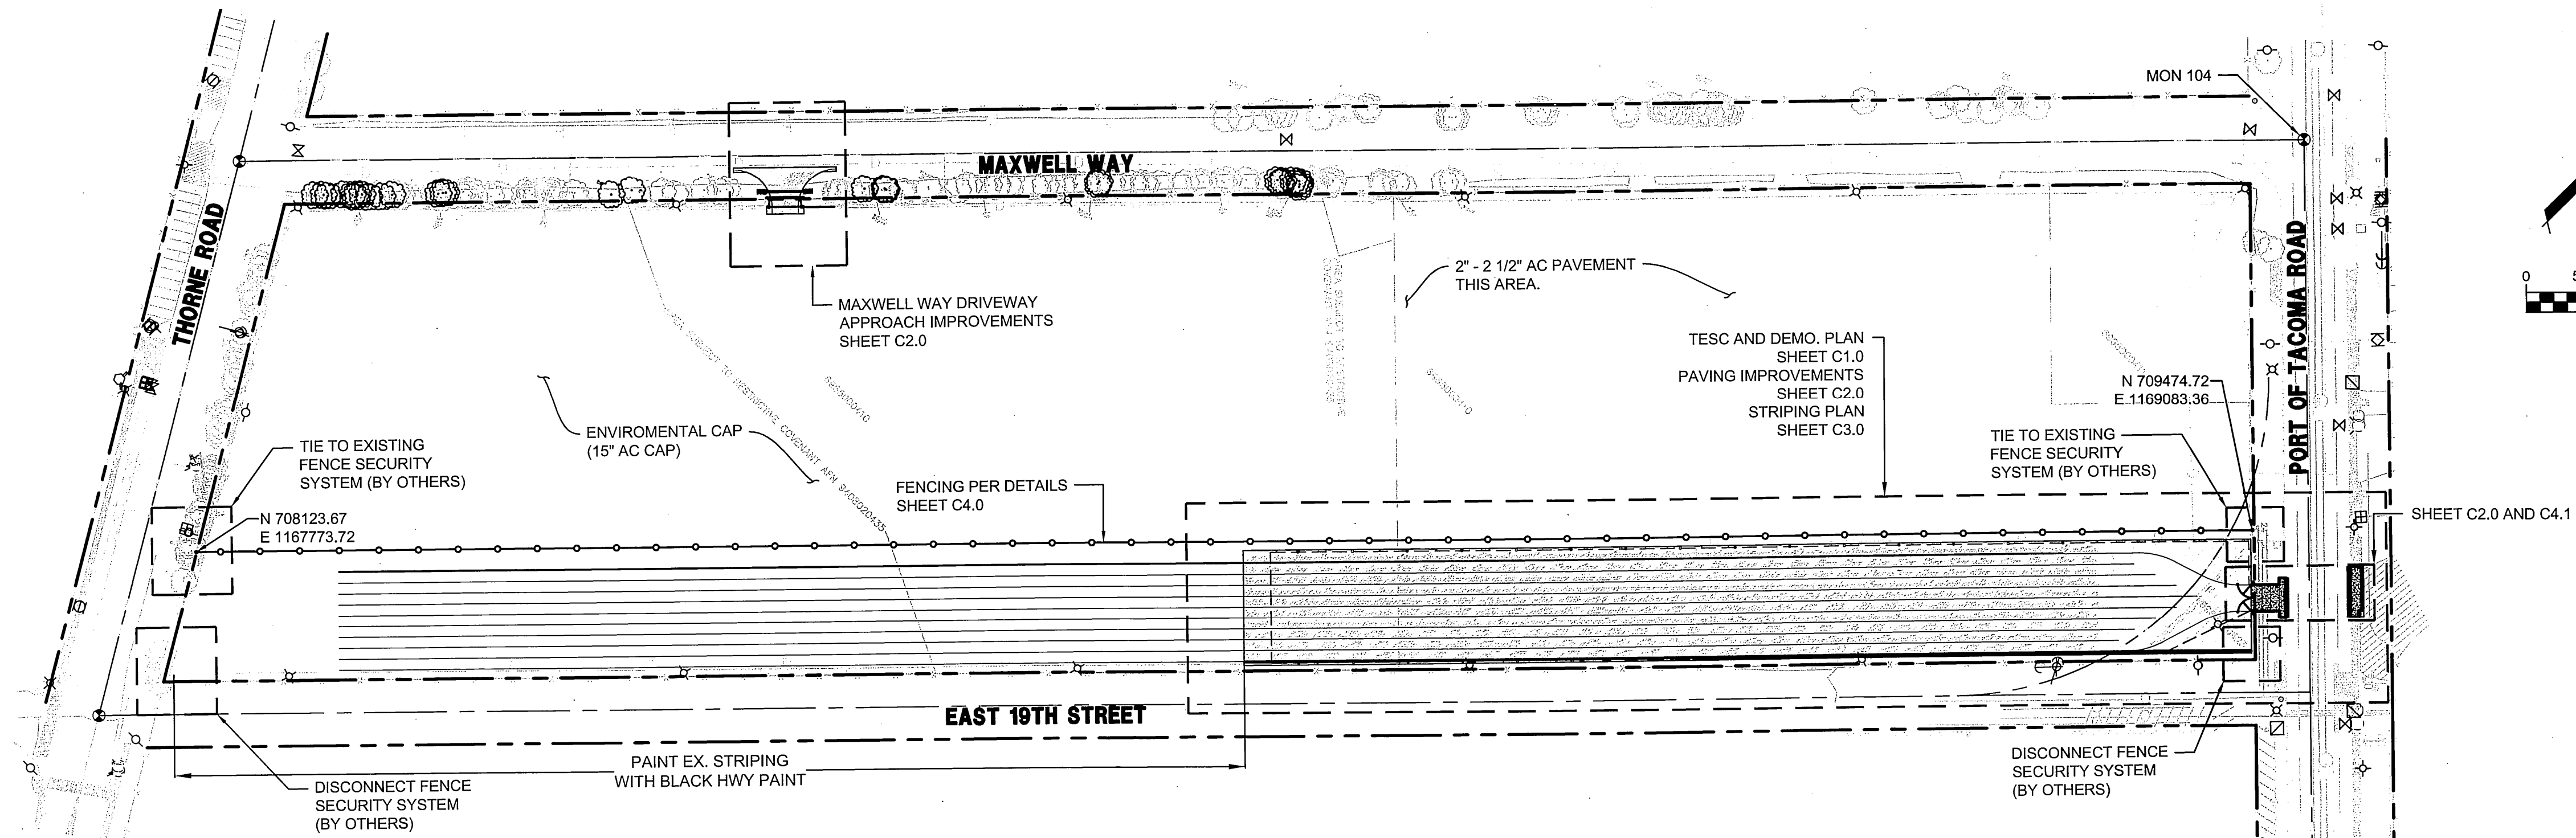 MON 104
MAXWELL WAY
THORNE ROAD
PORT OF TACOMA ROAD
2" - 2 1/2" AC PAVEMENT
THIS AREA.
0
MAXWELL WAY DRIVEWAY
APPROACH IMPROVEMENTS
SHEET C2.0
TESC AND DEMO. PLAN
SHEET C1.0
PAVING IMPROVEMENTS
SHEET C2.0
STRIPING PLAN
SHEET C3.0
N 709474.72
E 1169083.36
TIE TO EXISTING
FENCE SECURITY
SYSTEM (BY OTHERS)
ENVIROMENTAL CAP
(15" AC CAP)
TIE TO EXISTING
FENCE SECURITY
SYSTEM (BY OTHERS)
FENCING PER DETAILS
SHEET C4.0
N 708123.67
E 1167773.72
SHEET C2.0 AND C4.1
EAST 19TH STREET
PAINT EX. STRIPING
WITH BLACK HWY PAINT
DISCONNECT FENCE
SECURITY SYSTEM
(BY OTHERS)
DISCONNECT FENCE
SECURITY SYSTEM
(BY OTHERS)